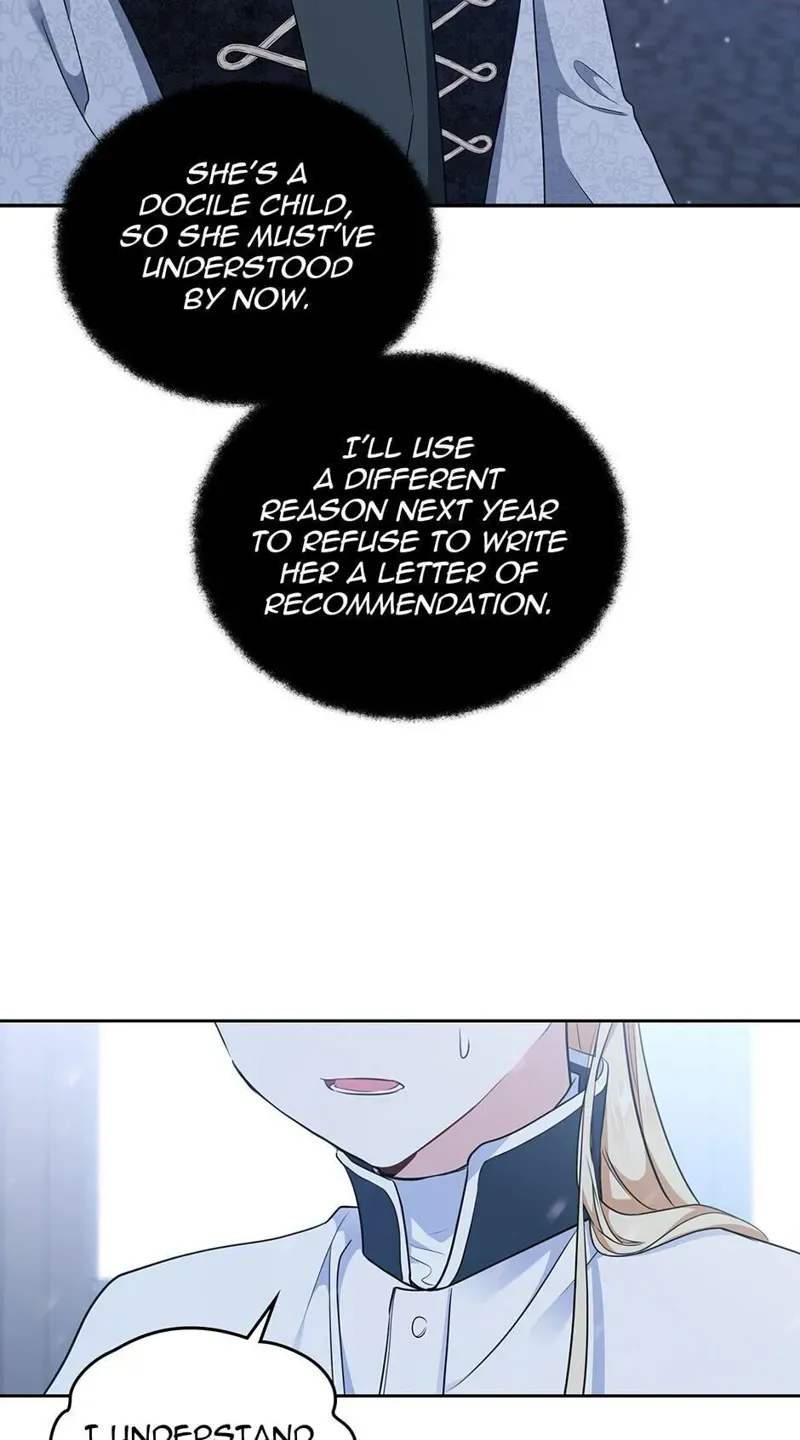 SHE'S A
DOCILE CHILD,
SO SHE MUST'VE
UNDERSTOOD
BY NOW.
I'LL USE
A DIFFERENT
REASON NEXT YEAR
TO REFUSE TO WRITE
HER A LETTER OF
RECOMMENDATION.
I UNDERSTAND